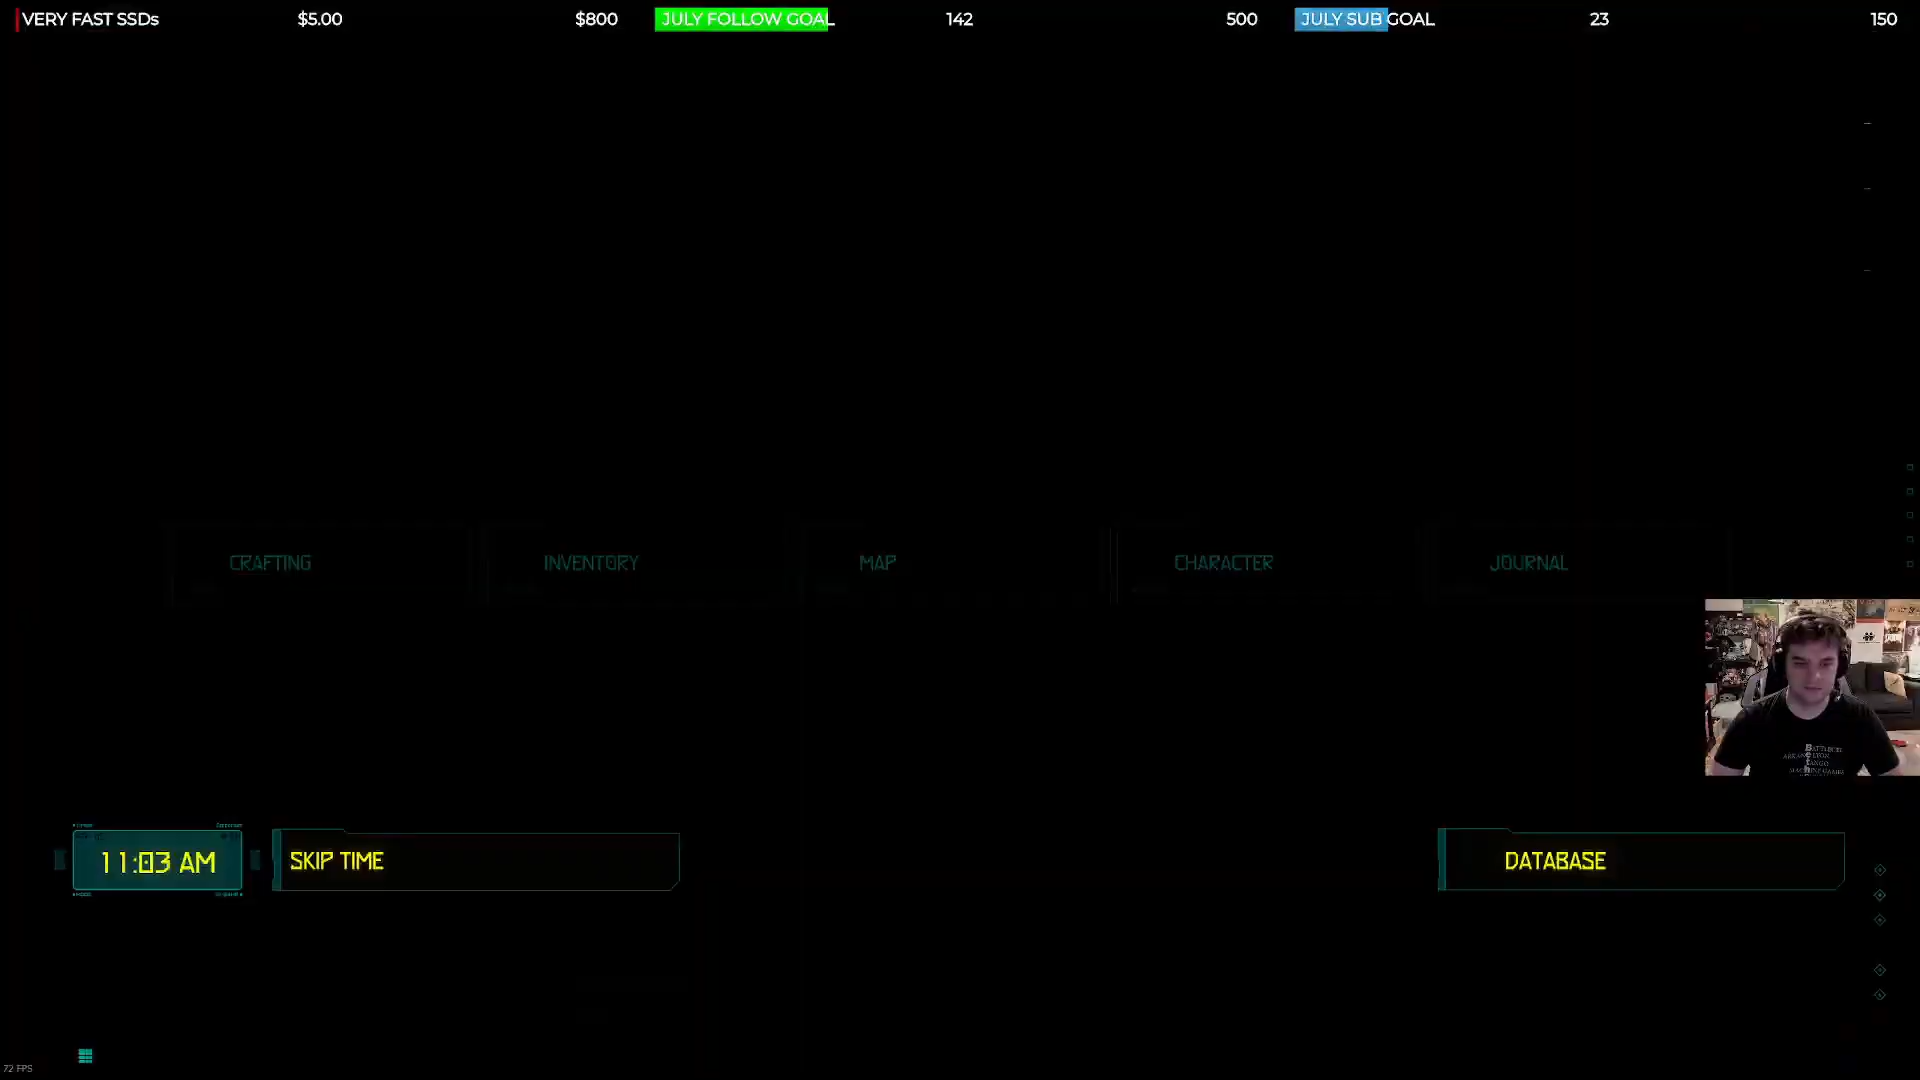 VERY FAST SSDs $5.00 $800 JULY FOLLOW GOAL 142 500 JULY SUB GOAL 23 150
CRAFTING INVENTORY MAP CHARACTER JOURNAL
11:03 AM SKIP TIME DATABASE
72 FPS